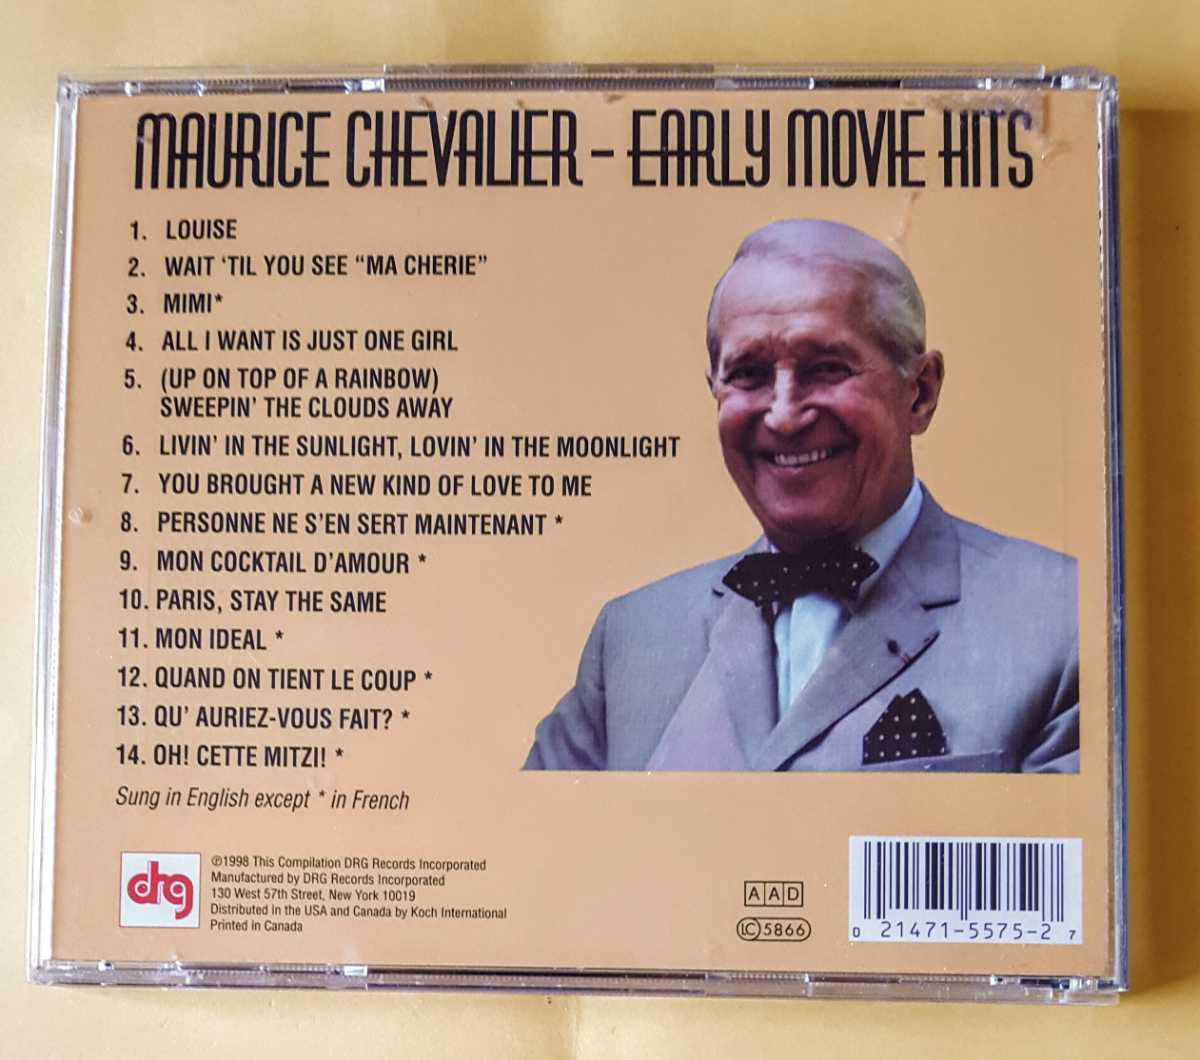 MAURICE CHEVALIER – EARLY MOVIE HITS
1. LOUISE
2. WAIT ‘TIL YOU SEE “MA CHERIE”
3. MIMI*
4. ALL I WANT IS JUST ONE GIRL
5. (UP ON TOP OF A RAINBOW)
SWEEPIN’ THE CLOUDS AWAY
6. LIVIN’ IN THE SUNLIGHT, LOVIN’ IN THE MOONLIGHT
7. YOU BROUGHT A NEW KIND OF LOVE TO ME
8. PERSONNE NE S’EN SERT MAINTENANT *
9. MON COCKTAIL D’AMOUR *
10. PARIS, STAY THE SAME
11. MON IDEAL *
12. QUAND ON TIENT LE COUP *
13. QU’ AURIEZ-VOUS FAIT? *
14. OH! CETTE MITZI! *
Sung in English except * in French
drg
℗1998 This Compilation DRG Records Incorporated
Manufactured by DRG Records Incorporated
130 West 57th Street, New York 10019
Distributed in the USA and Canada by Koch International
Printed in Canada
AAD
LC 5866
0 21471-5575-2 7